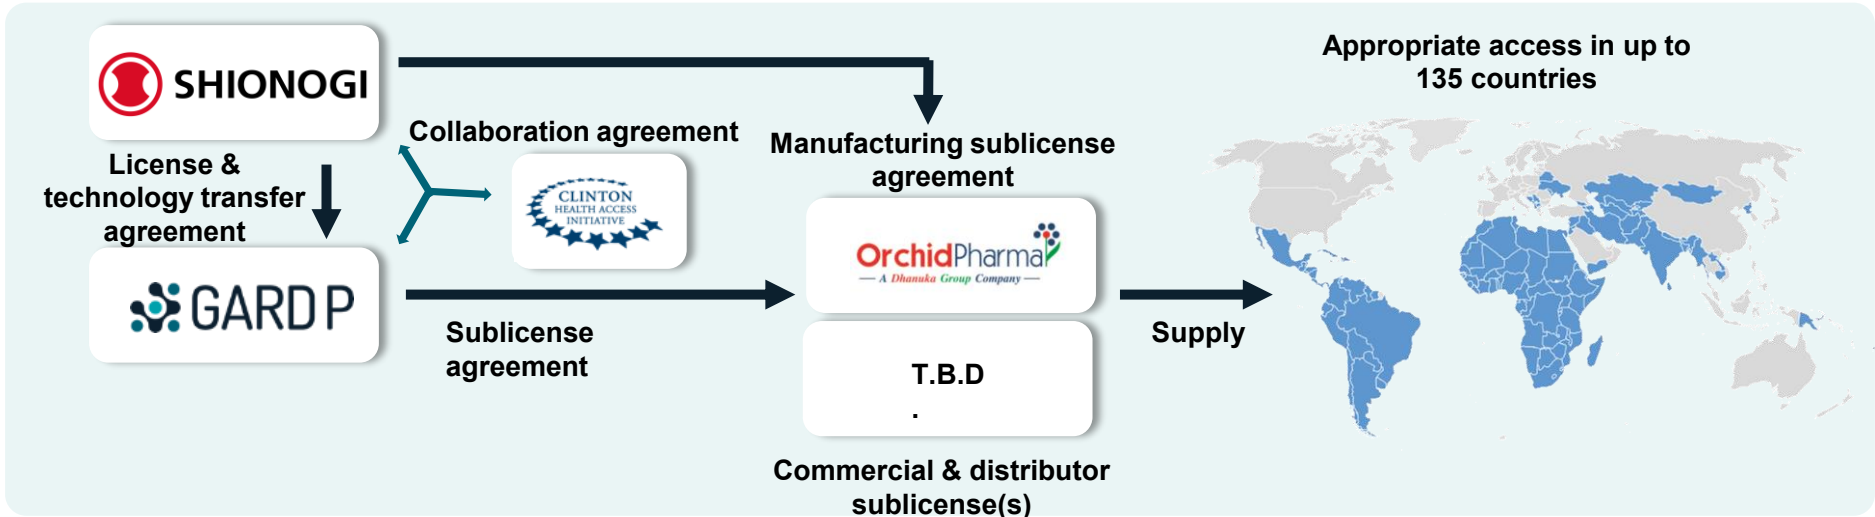 SHIONOGI
License &
technology transfer
agreement
GARDP
Collaboration agreement
CLINTON
HEALTH ACCESS
INITIATIVE
Sublicense
agreement
Manufacturing sublicense
agreement
OrchidPharma
A Dhanuka Group Company
T.B.D
.
Commercial & distributor
sublicense(s)
Supply
Appropriate access in up to
135 countries